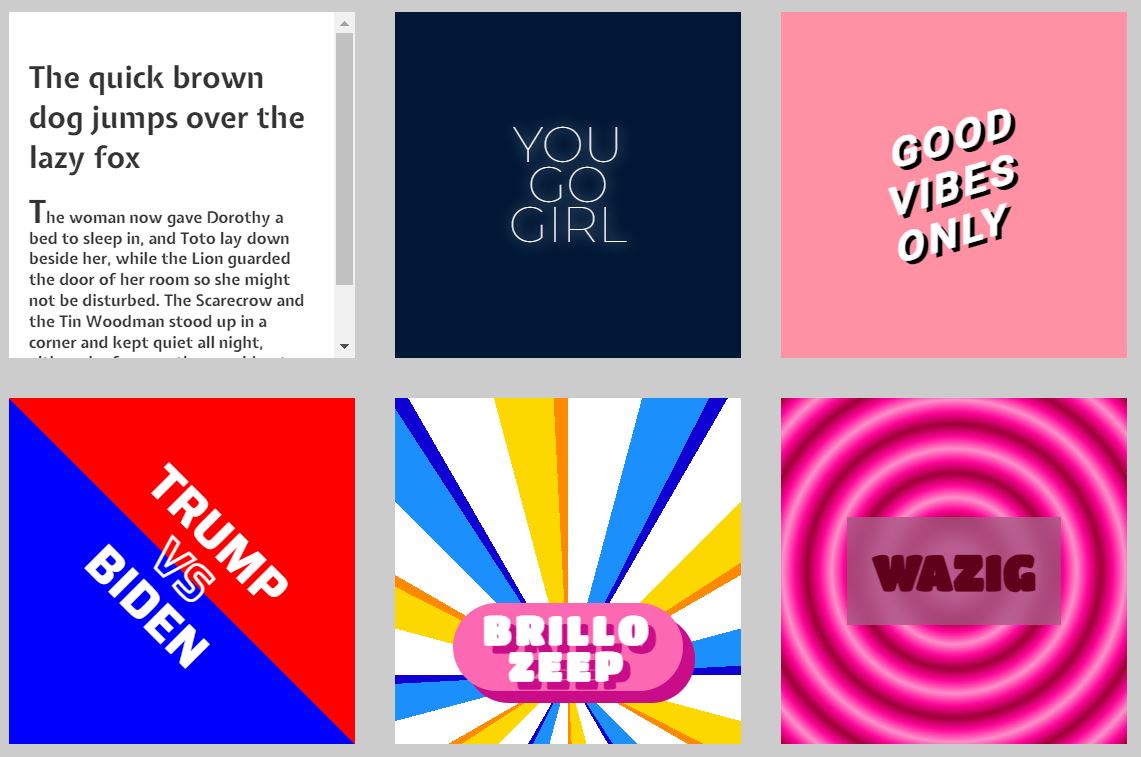 The quick brown
dog jumps over the
lazy fox
The woman now gave Dorothy a
bed to sleep in, and Toto lay down
beside her, while the Lion guarded
the door of her room so she might
not be disturbed. The Scarecrow and
the Tin Woodman stood up in a
corner and kept quiet all night,
YOU
GO
GIRL
GOOD
VIBES
ONLY
TRUMP
VS
BIDEN
BRILLO
ZEEP
WAZIG